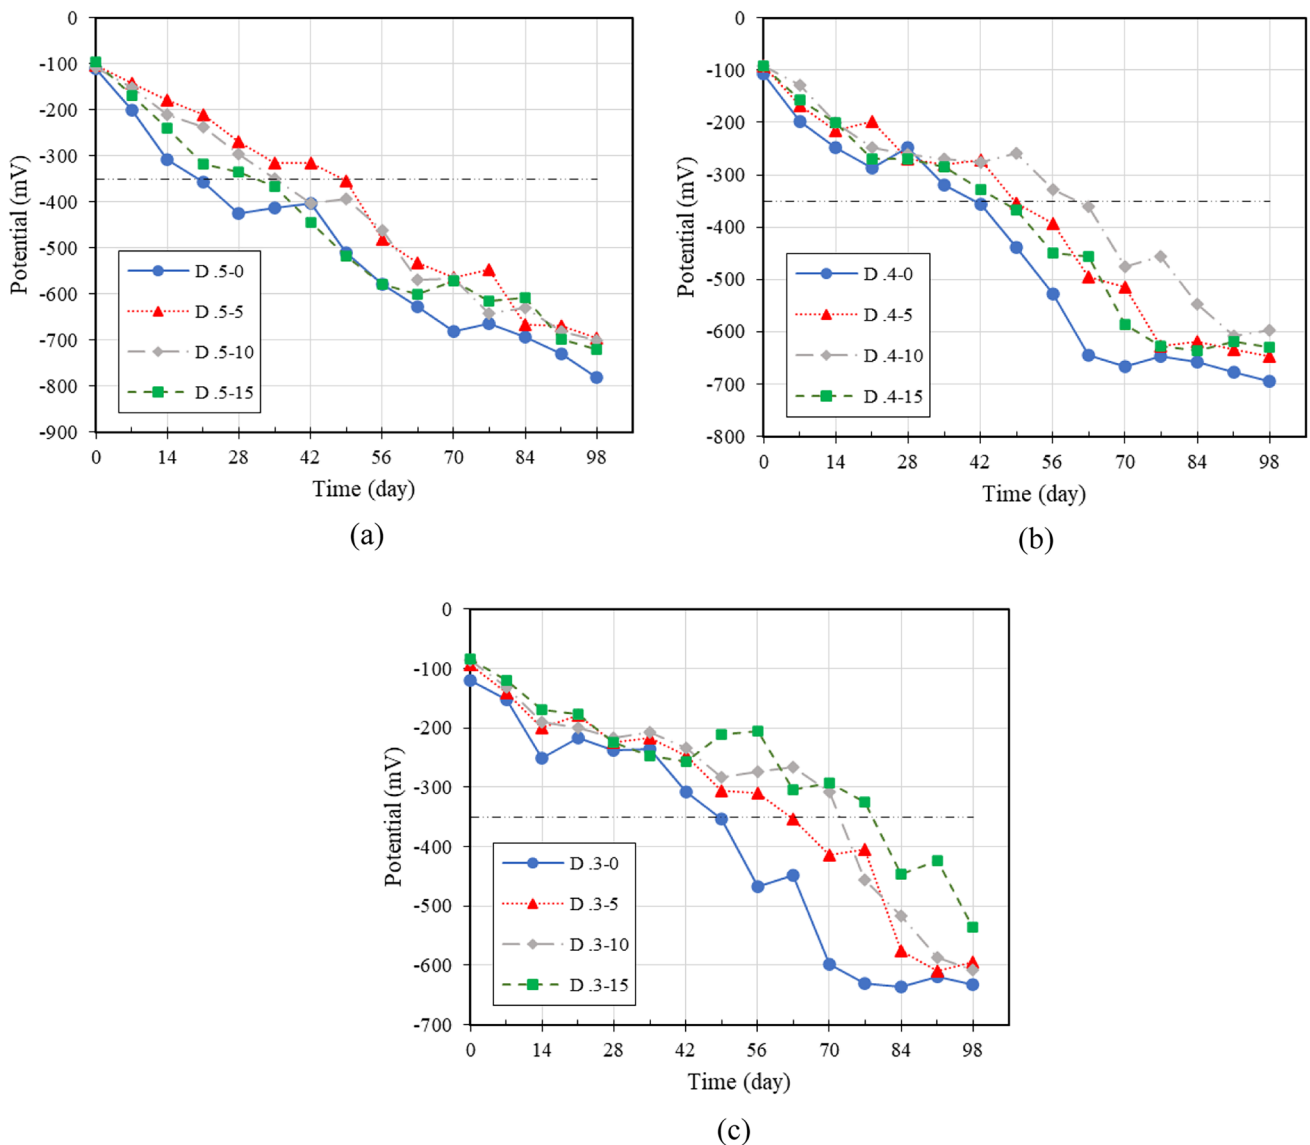 0
-100
-200
-300
-400
-500
-600
-700
-800
-900
Potential (mV)
D .5-0
D .5-5
D .5-10
D .5-15
0 14 28 42 56 70 84 98
Time (day)
(a)
0
-100
-200
-300
-400
-500
-600
-700
-800
Potential (mV)
D .4-0
D .4-5
D .4-10
D .4-15
0 14 28 42 56 70 84 98
Time (day)
(b)
0
-100
-200
-300
-400
-500
-600
-700
Potential (mV)
D .3-0
D .3-5
D .3-10
D .3-15
0 14 28 42 56 70 84 98
Time (day)
(c)